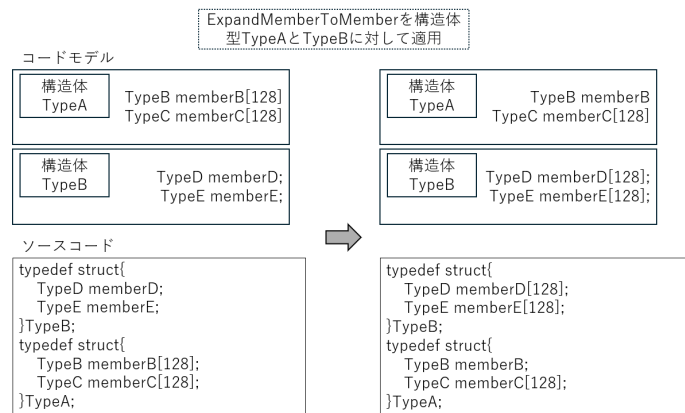 ExpandMemberToMemberを構造体
型TypeAとTypeBに対して適用
コードモデル
構造体
TypeA
TypeB memberB[128]
TypeC memberC[128]
構造体
TypeB
TypeD memberD;
TypeE memberE;
ソースコード
typedef struct{
TypeD memberD;
TypeE memberE;
}TypeB;
typedef struct{
TypeB memberB[128];
TypeC memberC[128];
}TypeA;
構造体
TypeA
TypeB memberB
TypeC memberC[128]
構造体
TypeB
TypeD memberD[128];
TypeE memberE[128];
typedef struct{
TypeD memberD[128];
TypeE memberE[128];
}TypeB;
typedef struct{
TypeB memberB;
TypeC memberC[128];
}TypeA;